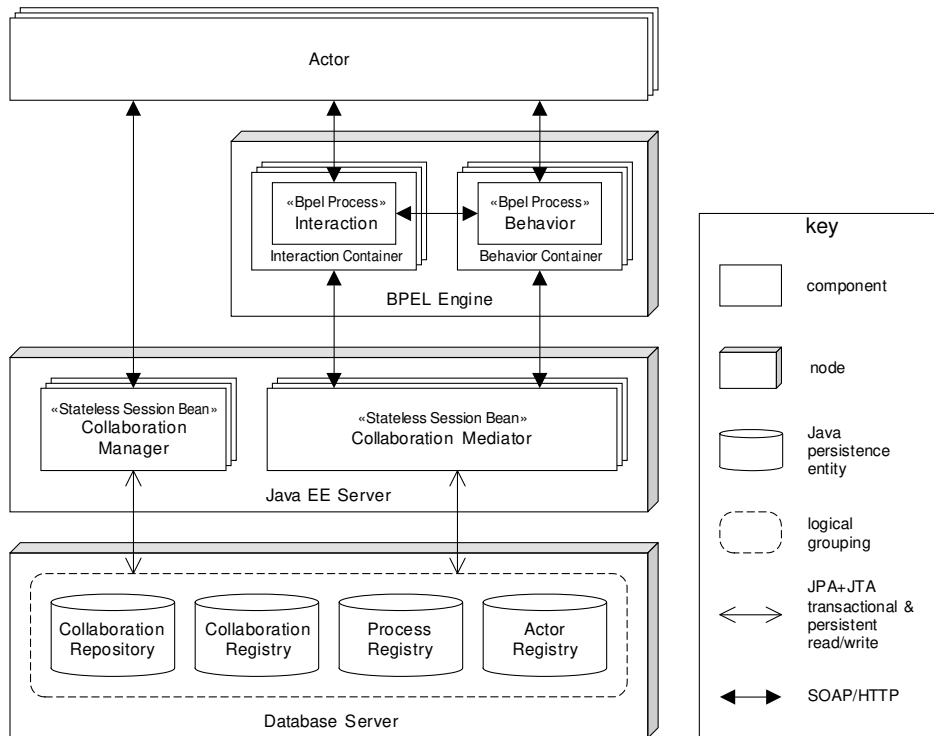 Actor
«Bpel Process»
Interaction
Interaction Container
«Bpel Process»
Behavior
Behavior Container
BPEL Engine
«Stateless Session Bean»
Collaboration
Manager
«Stateless Session Bean»
Collaboration Mediator
Java EE Server
Collaboration
Repository
Collaboration
Registry
Process
Registry
Actor
Registry
Database Server
key
component
node
Java
persistence
entity
logical
grouping
JPA+JTA
transactional &
persistent
read/write
SOAP/HTTP